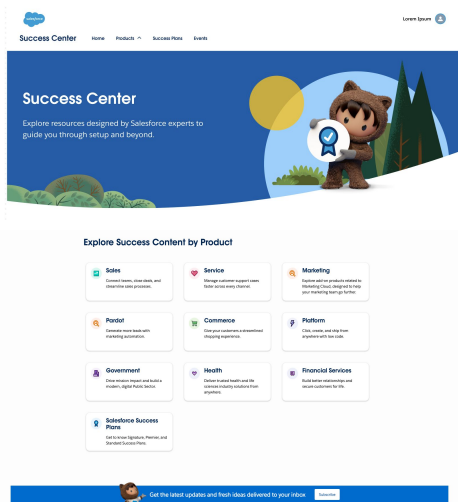 salesforce
Lorem Ipsum
Success Center
Home Products Success Plans Events
Success Center
Explore resources designed by Salesforce experts to
guide you through setup and beyond.
Explore Success Content by Product
Sales
Connect teams, close deals, and
streamline sales processes.
Service
Manage customer support cases
faster across every channel.
Marketing
Explore add-on products related to
Marketing Cloud, designed to help
your marketing team go further.
Pardot
Generate more leads with
marketing automation.
Commerce
Give your customers a streamlined
shopping experience.
Platform
Click, create, and ship from
anywhere with low code.
Government
Drive mission impact and build a
modern, digital Public Sector.
Health
Deliver trusted health and life
sciences industry solutions from
anywhere.
Financial Services
Build better relationships and
secure customers for life.
Salesforce Success
Plans
Get to know Signature, Premier, and
Standard Success Plans.
Get the latest updates and fresh ideas delivered to your inbox
Subscribe